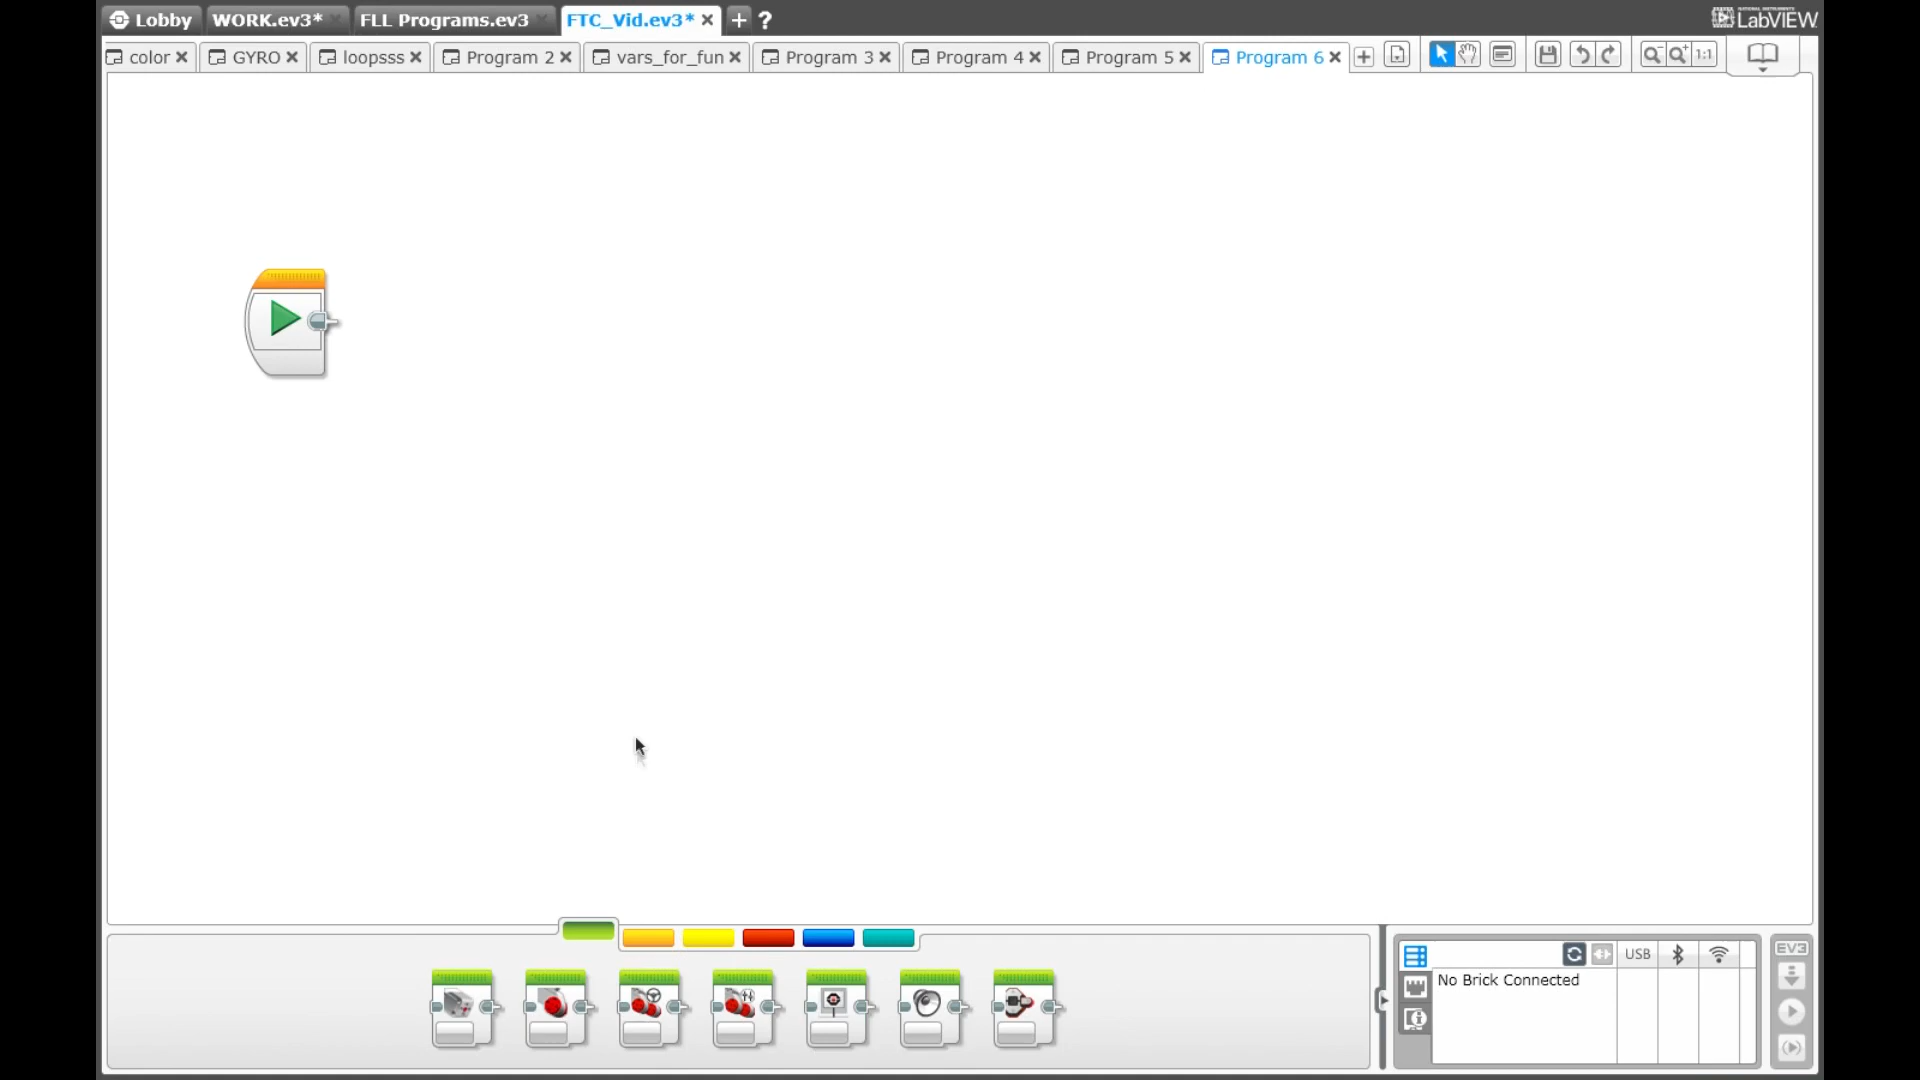 Lobby WORK.ev3* FLL Programs.ev3 FTC_Vid.ev3* + ? LabVIEW
color GYRO loopsss Program 2 vars_for_fun Program 3 Program 4 Program 5 Program 6 1:1
EV3
USB
No Brick Connected